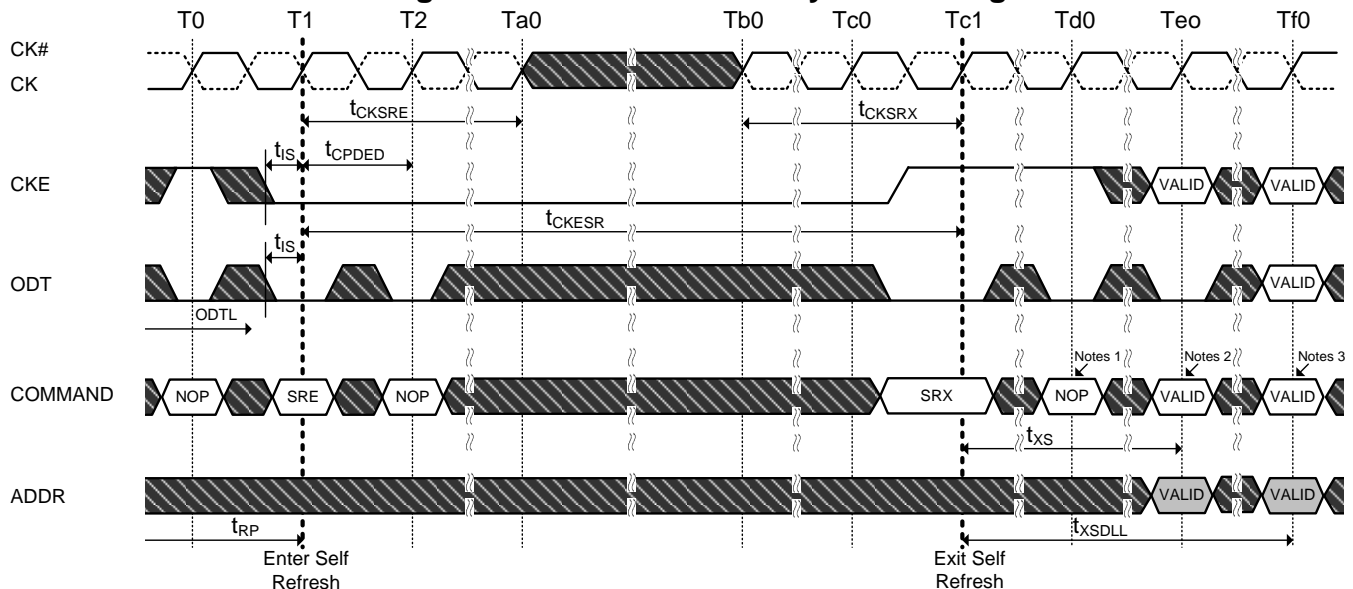 T0 T1 T2 Ta0 Tb0 Tc0 Tc1 Td0 Teo Tf0
CK#
CK
tCKSRE tCKSRX
tIS tCPDED
CKE VALID VALID
tCKESR
tIS
ODT VALID
ODTL
Notes 1 Notes 2 Notes 3
COMMAND NOP SRE NOP SRX NOP VALID VALID
tXS
ADDR VALID VALID
tRP tXSDLL
Enter Self Exit Self
Refresh Refresh